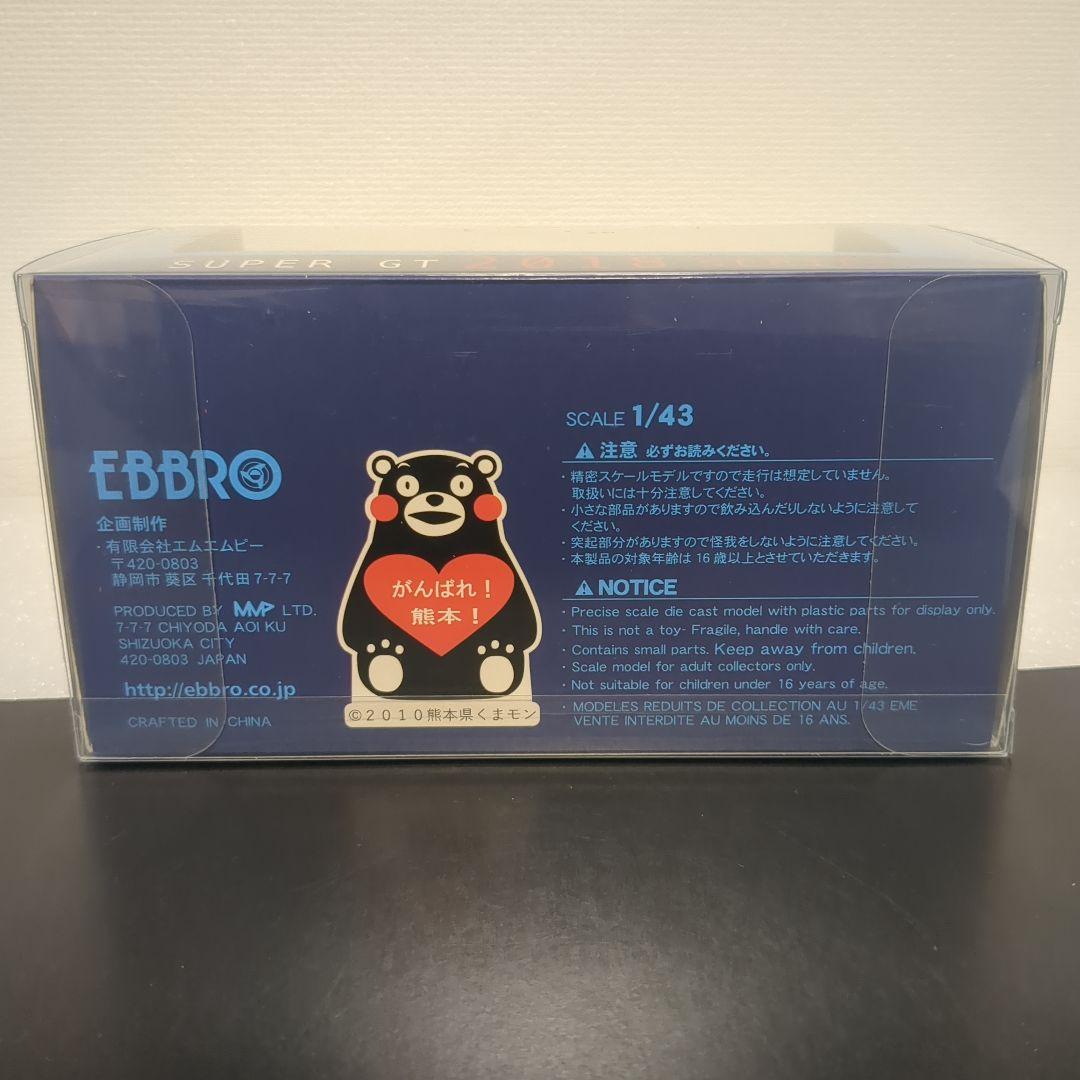 SUPER GT 2018
EBBRO
企画制作
・有限会社エムエムピー
〒420-0803
静岡市 葵区 千代田 7-7-7
PRODUCED BY MMP LTD.
7-7-7 CHIYODA AOI KU
SHIZUOKA CITY
420-0803 JAPAN
http://ebbro.co.jp
CRAFTED IN CHINA
がんばれ！
熊本！
©2010熊本県くまモン
SCALE 1/43
注意 必ずお読みください。
・精密スケールモデルですので走行は想定していません。
取扱いには十分注意してください。
・小さな部品がありますので飲み込んだりしないように注意して
ください。
・突起部分がありますので怪我をしないように注意してください。
本製品の対象年齢は 16 歳以上とさせていただきます。
NOTICE
・Precise scale die cast model with plastic parts for display only.
・This is not a toy- Fragile, handle with care.
・Contains small parts. Keep away from children.
・Scale model for adult collectors only.
・Not suitable for children under 16 years of age.
・MODELES REDUITS DE COLLECTION AU 1/43 EME
VENTE INTERDITE AU MOINS DE 16 ANS.